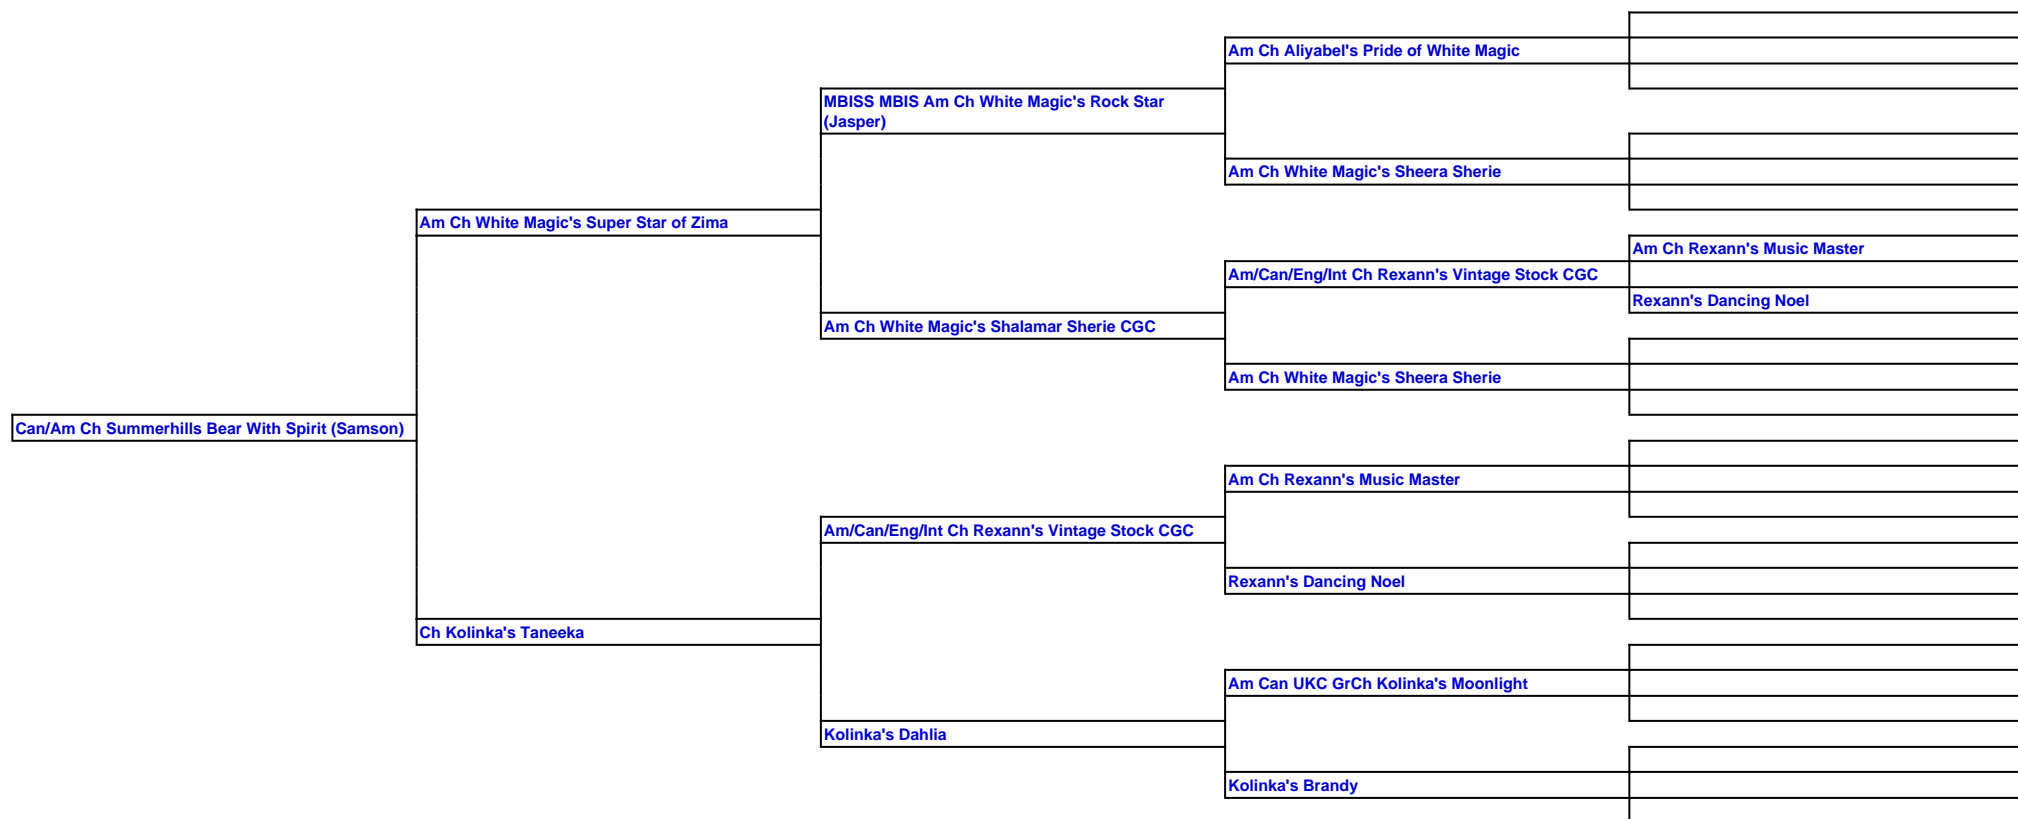 Am Ch Aliyabel's Pride of White Magic
MBISS MBIS Am Ch White Magic's Rock Star
(Jasper)
Am Ch White Magic's Sheera Sherie
Am Ch White Magic's Super Star of Zima
Am Ch Rexann's Music Master
Am/Can/Eng/Int Ch Rexann's Vintage Stock CGC
Rexann's Dancing Noel
Am Ch White Magic's Shalamar Sherie CGC
Am Ch White Magic's Sheera Sherie
Can/Am Ch Summerhills Bear With Spirit (Samson)
Am Ch Rexann's Music Master
Am/Can/Eng/Int Ch Rexann's Vintage Stock CGC
Rexann's Dancing Noel
Ch Kolinka's Taneeka
Am Can UKC GrCh Kolinka's Moonlight
Kolinka's Dahlia
Kolinka's Brandy